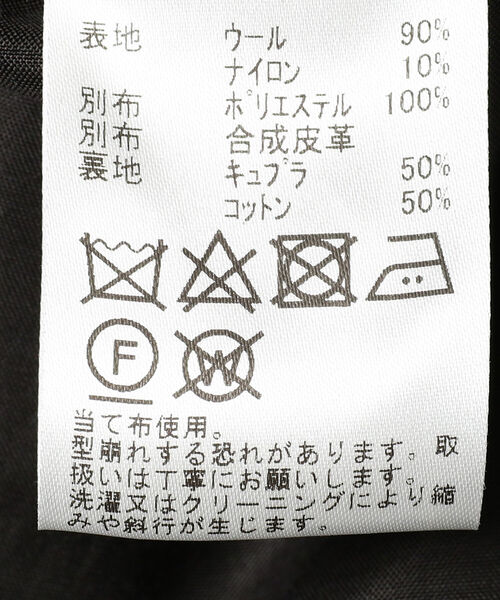 表地 ウール 90%
ナイロン 10%
別布 ポリエステル 100%
別布 合成皮革
裏地 キュプラ 50%
コットン 50%
F W
当て布使用。
型崩れする恐れがあります。取
扱いは丁寧にお願いします。
洗濯又はクリーニングにより縮
みや斜行が生じます。